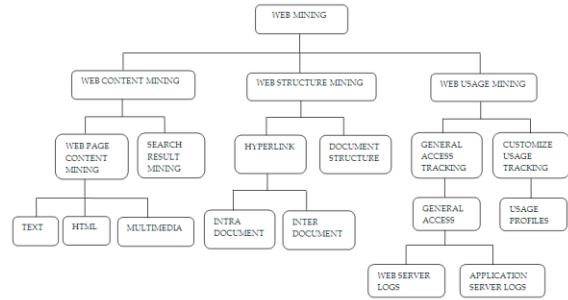 WEB MINING
WEB CONTENT MINING
WEB STRUCTURE MINING
WEB USAGE MINING
WEB PAGE
CONTENT
MINING
SEARCH
RESULT
MINING
HYPERLINK
DOCUMENT
STRUCTURE
GENERAL
ACCESS
TRACKING
CUSTOMIZE
USAGE
TRACKING
TEXT
HTML
MULTIMEDIA
INTRA
DOCUMENT
INTER
DOCUMENT
GENERAL
ACCESS
USAGE
PROFILES
WEB SERVER
LOGS
APPLICATION
SERVER LOGS